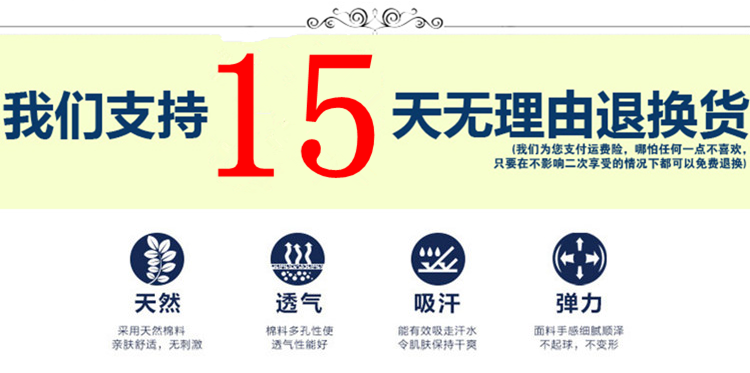 我们支持15天无理由退换货
(我们为您支付运费险，哪怕任何一点不喜欢，
只要在不影响二次享受的情况下都可以免费退换)
天然
采用天然棉料
亲肤舒适，无刺激
透气
棉料多孔性使
透气性能好
吸汗
能有效吸走汗水
令肌肤保持干爽
弹力
面料手感细腻顺泽
不起球，不变形